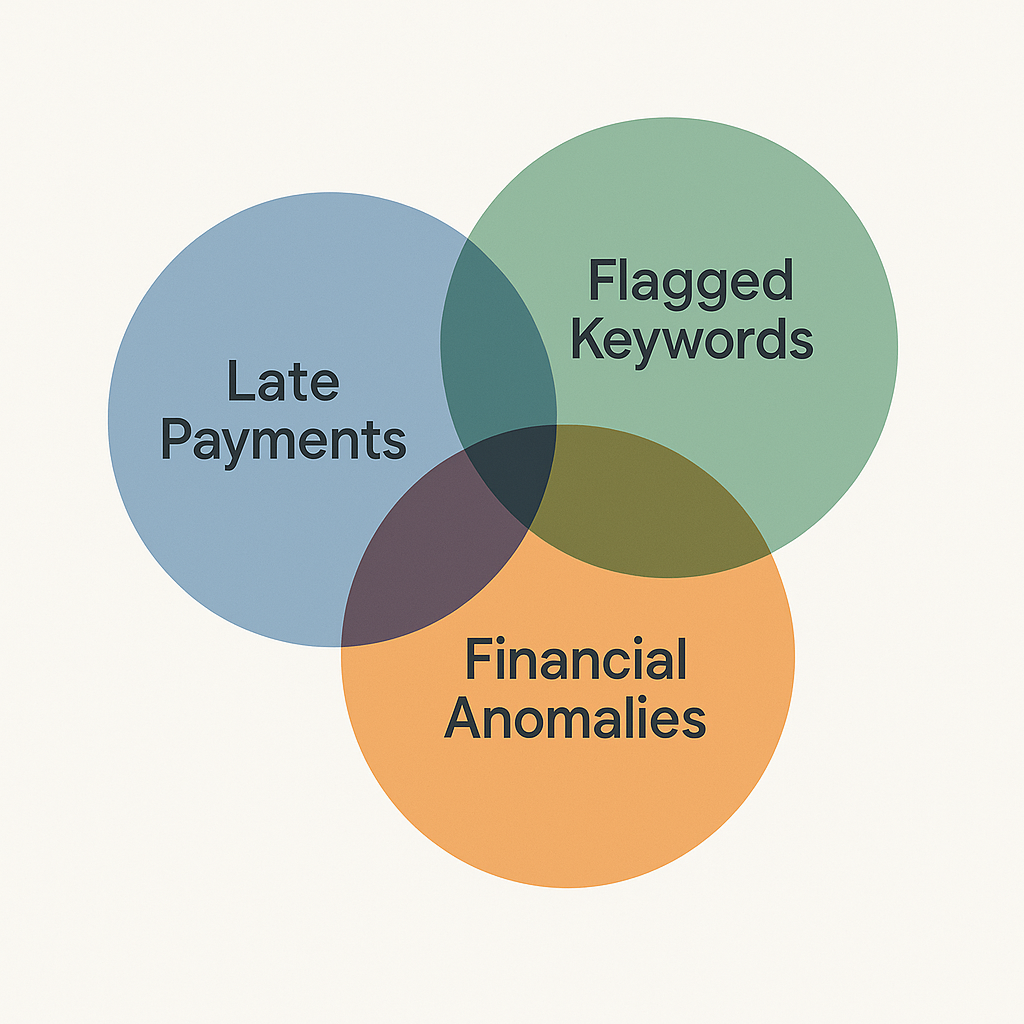 Late
Payments
Flagged
Keywords
Financial
Anomalies